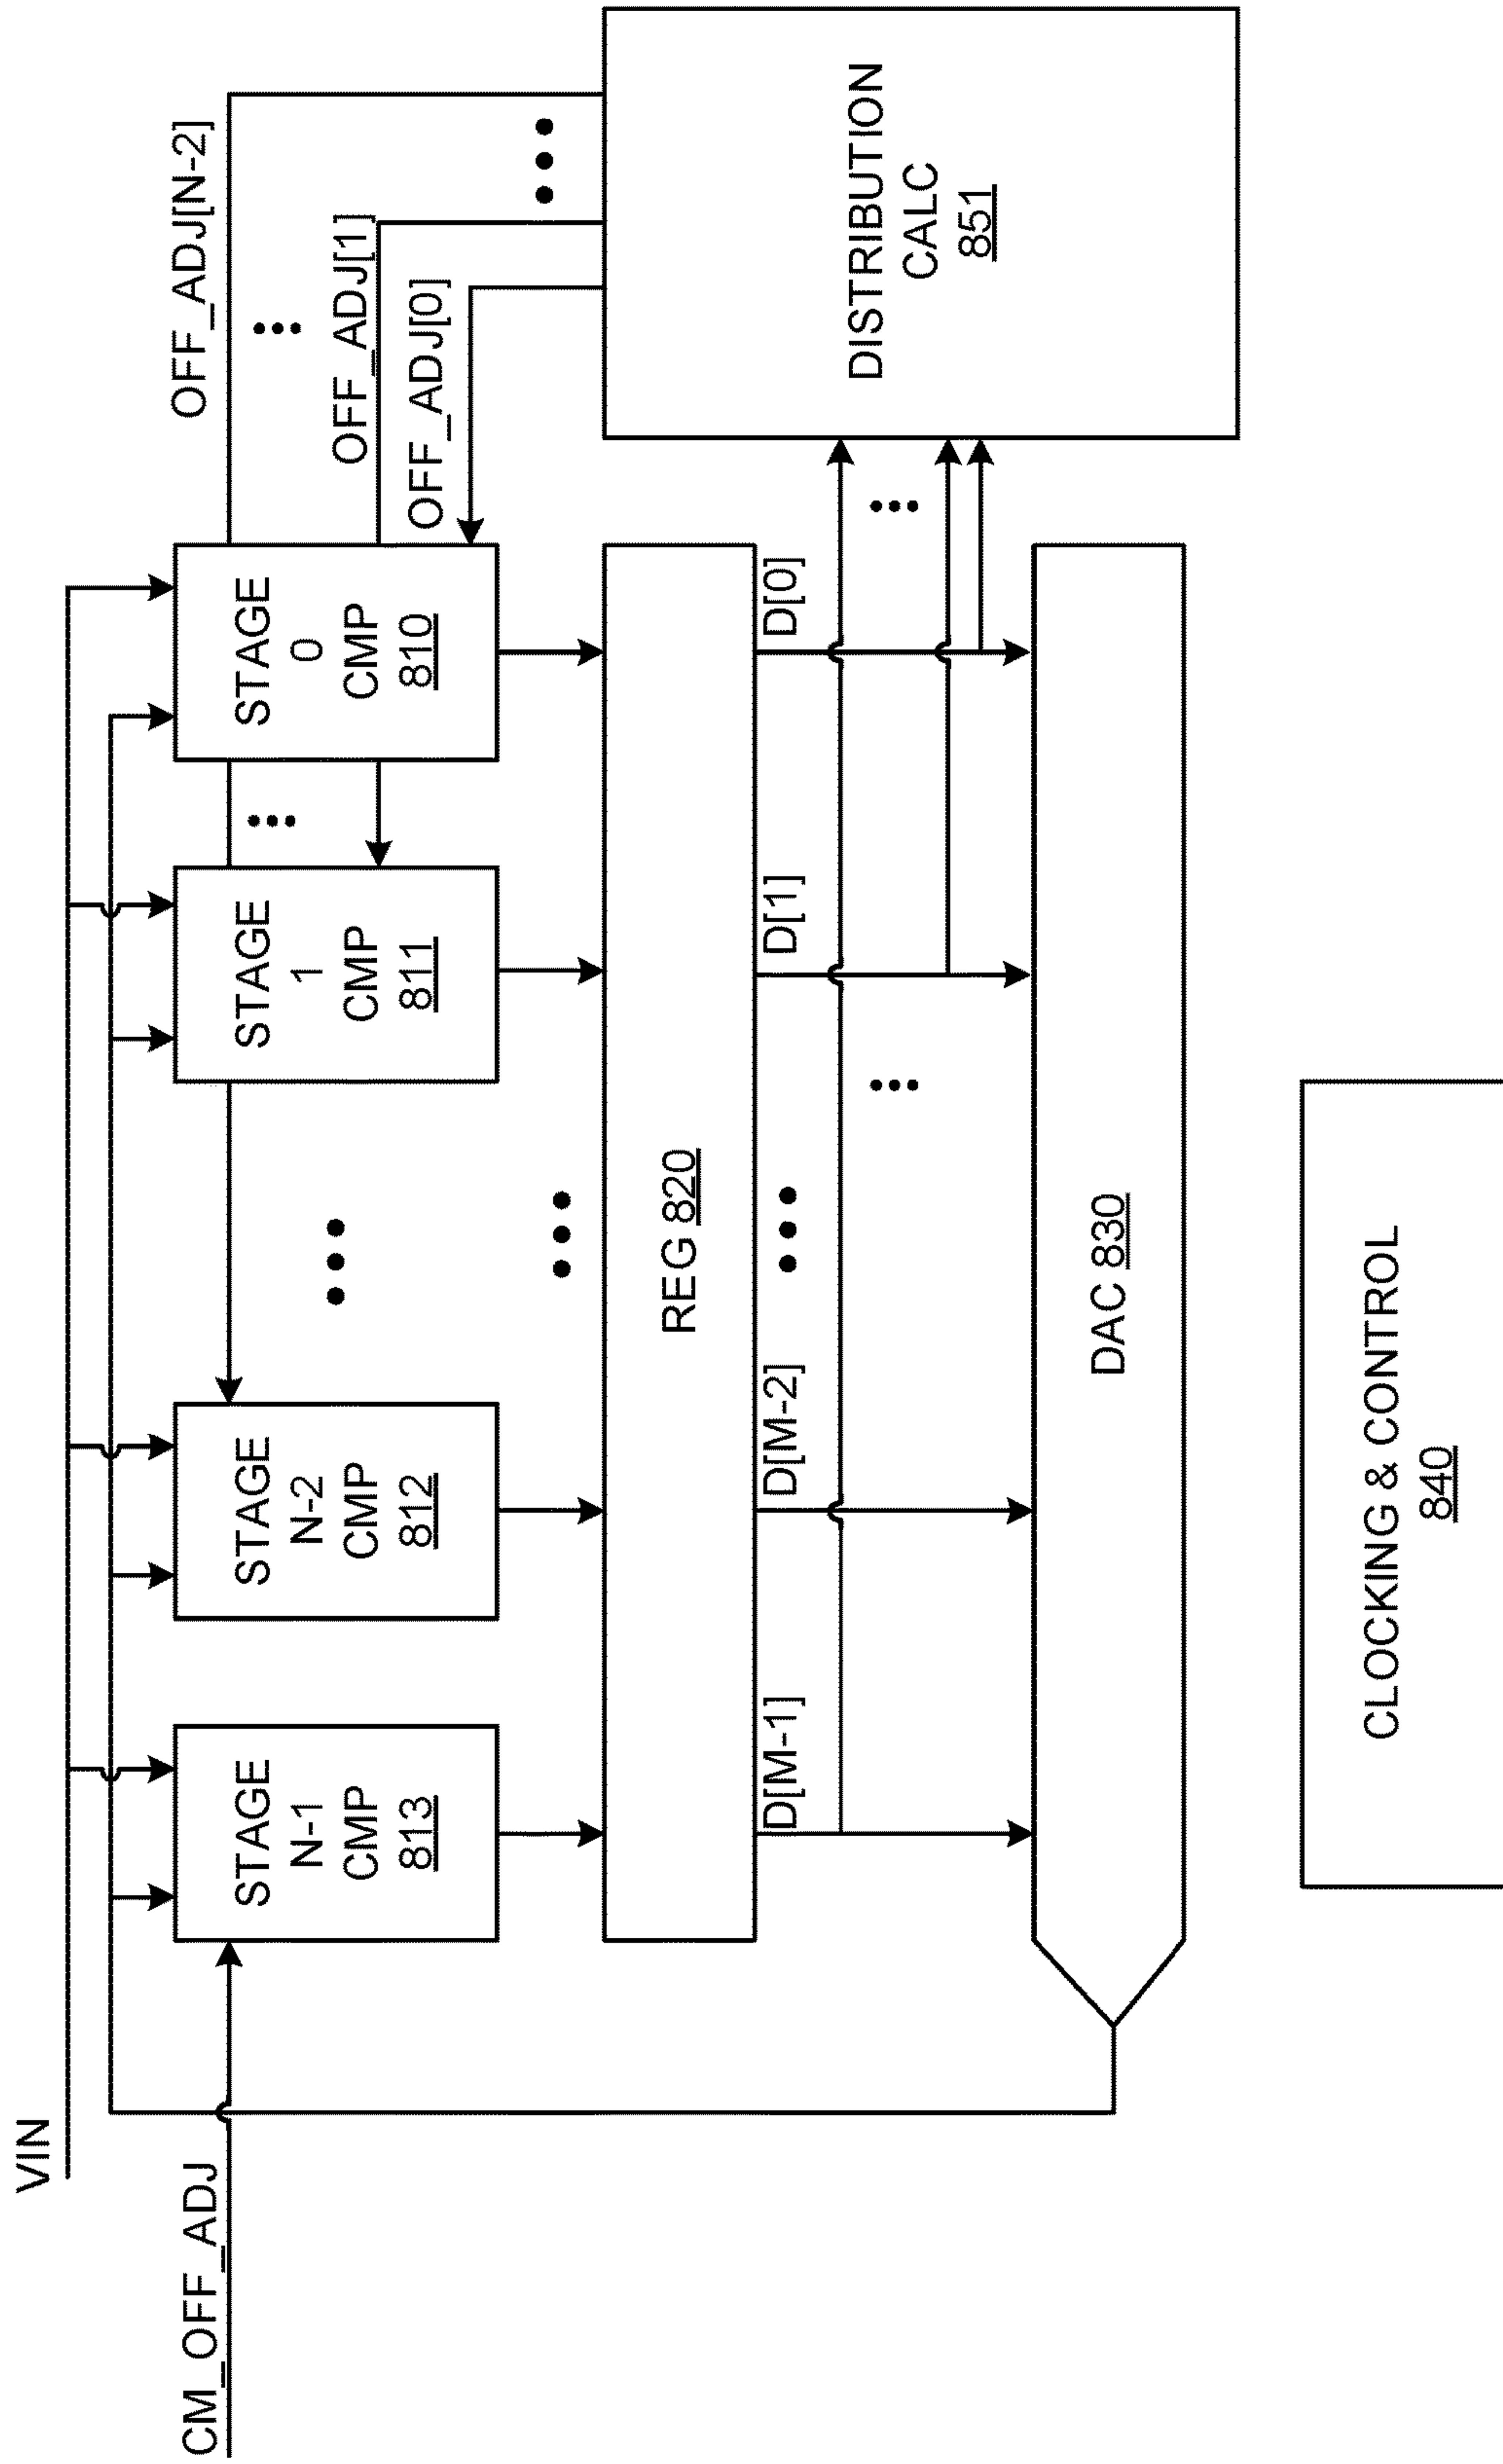 CM_OFF_ADJ
VIN
OFF_ADJ[N-2]
OFF_ADJ[1]
OFF_ADJ[0]
STAGE
N-1
CMP
813
STAGE
N-2
CMP
812
STAGE
1
CMP
811
STAGE
0
CMP
810
REG 820
D[M-1]
D[M-2]
D[1]
D[0]
DAC 830
DISTRIBUTION
CALC
851
CLOCKING & CONTROL
840